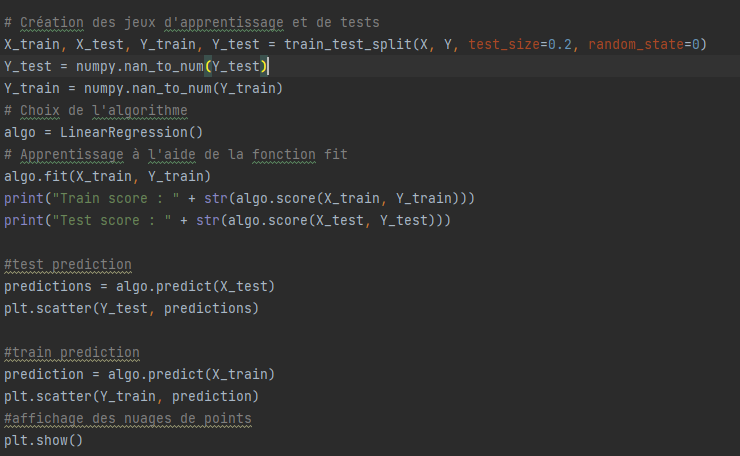 # Création des jeux d'apprentissage et de tests
X_train, X_test, Y_train, Y_test = train_test_split(X, Y, test_size=0.2, random_state=0)
Y_test = numpy.nan_to_num(Y_test)
Y_train = numpy.nan_to_num(Y_train)
# Choix de l'algorithme
algo = LinearRegression()
# Apprentissage à l'aide de la fonction fit
algo.fit(X_train, Y_train)
print("Train score : " + str(algo.score(X_train, Y_train)))
print("Test score : " + str(algo.score(X_test, Y_test)))
#test prediction
predictions = algo.predict(X_test)
plt.scatter(Y_test, predictions)
#train prediction
prediction = algo.predict(X_train)
plt.scatter(Y_train, prediction)
#affichage des nuages de points
plt.show()